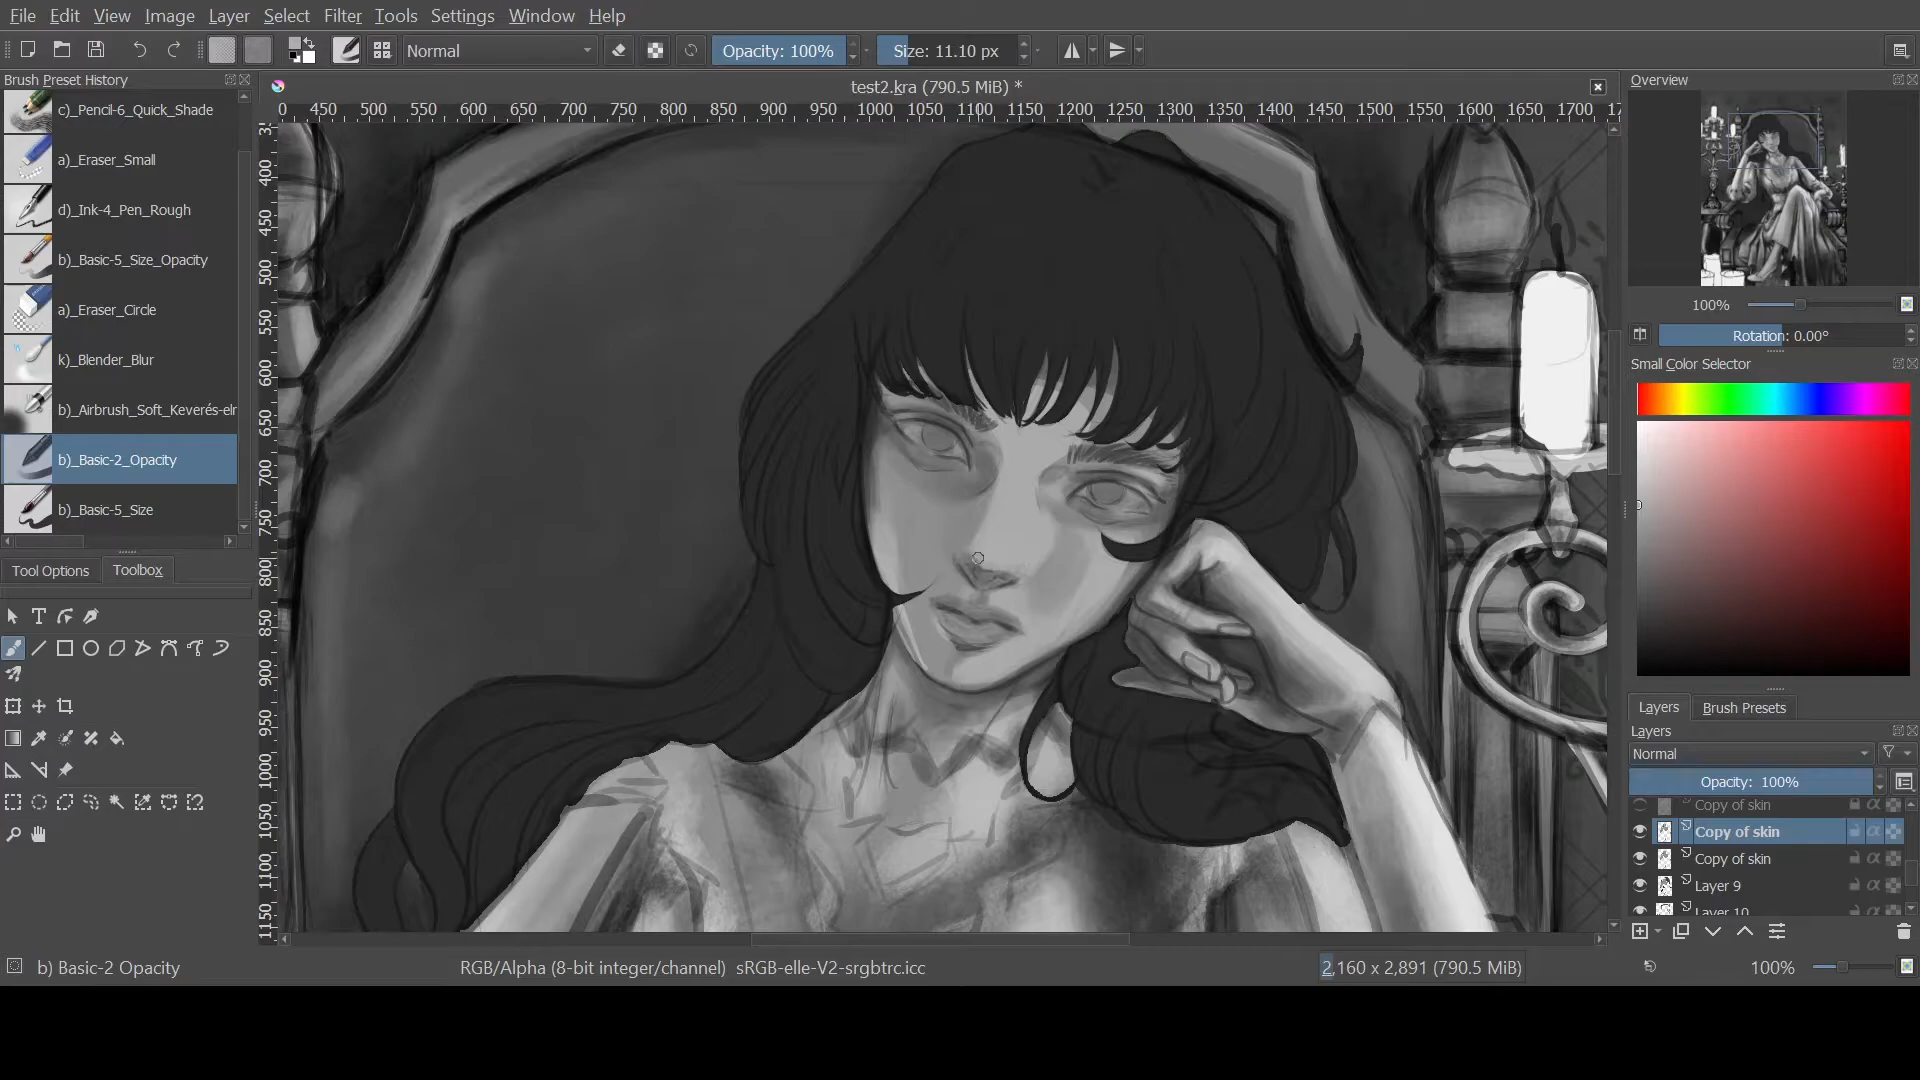 File Edit View Image Layer Select Filter Tools Settings Window Help
Normal Opacity: 100% Size: 11.10 px
Brush Preset History
c)_Pencil-6_Quick_Shade
a)_Eraser_Small
d)_Ink-4_Pen_Rough
b)_Basic-5_Size_Opacity
a)_Eraser_Circle
k)_Blender_Blur
b)_Airbrush_Soft_Keverés-elr
b)_Basic-2_Opacity
b)_Basic-5_Size
Tool Options Toolbox
test2.kra (790.5 MiB) *
0 450 500 550 600 650 700 750 800 850 900 950 1000 1050 1100 1150 1200 1250 1300 1350 1400 1450 1500 1550 1600 1650 1700 17
400
450
500
550
600
650
700
750
800
850
900
950
1000
1050
1100
1150
Overview
100%
Rotation: 0.00°
Small Color Selector
Layers Brush Presets
Layers
Normal
Opacity: 100%
Copy of skin
Copy of skin
Copy of skin
Layer 9
Layer 10
b) Basic-2 Opacity RGB/Alpha (8-bit integer/channel) sRGB-elle-V2-srgbtrc.icc 2,160 x 2,891 (790.5 MiB) 100%